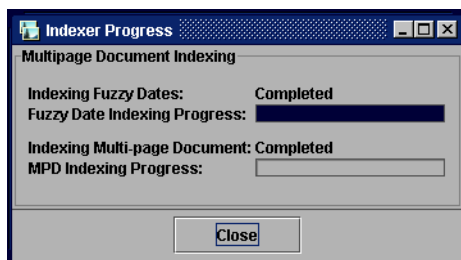 Indexer Progress
Multipage Document Indexing
Indexing Fuzzy Dates: Completed
Fuzzy Date Indexing Progress:
Indexing Multi-page Document: Completed
MPD Indexing Progress:
Close